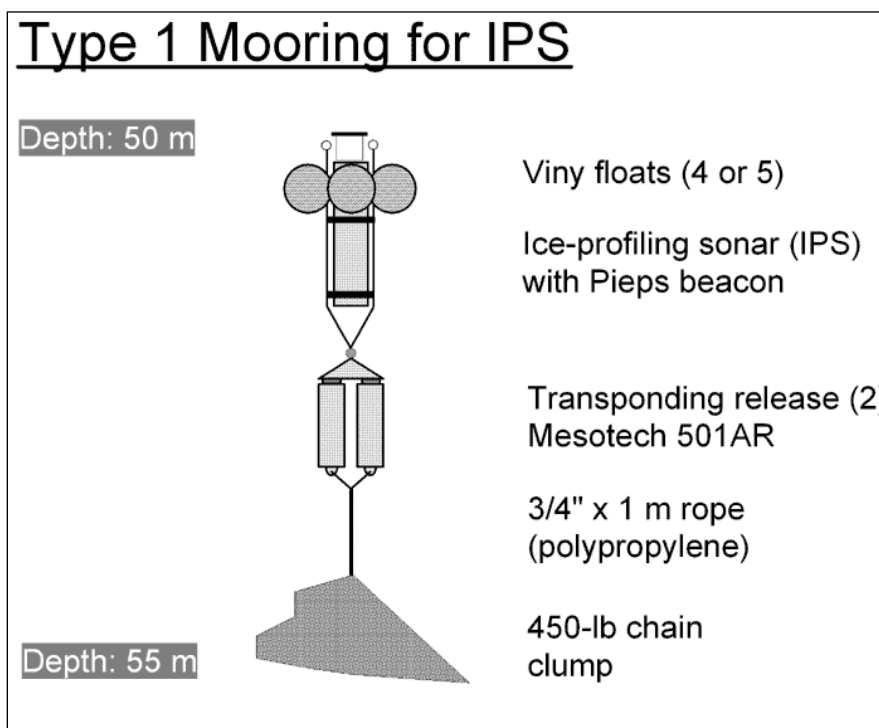 Type 1 Mooring for IPS
Depth: 50 m
Viny floats (4 or 5)
Ice-profiling sonar (IPS)
with Pieps beacon
Transponding release (2)
Mesotech 501AR
3/4" x 1 m rope
(polypropylene)
450-lb chain
clump
Depth: 55 m